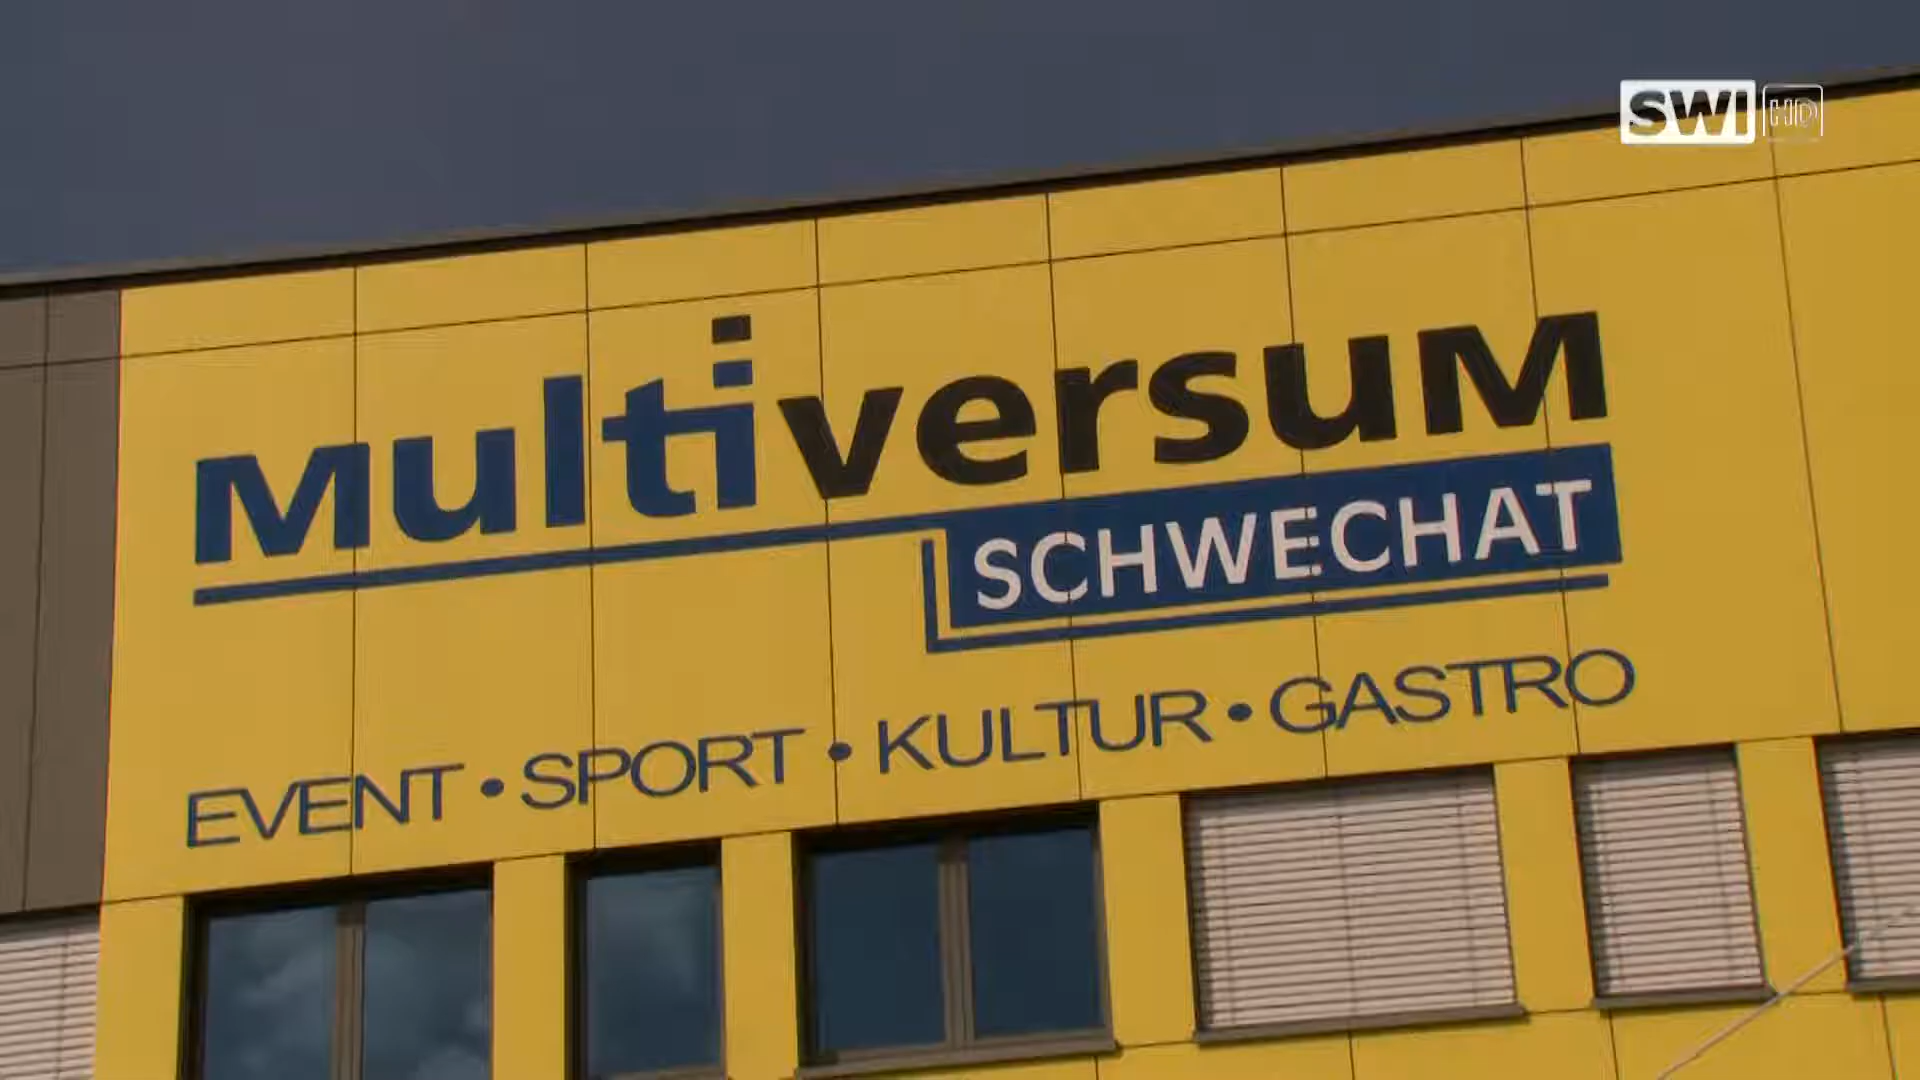 SWI HD
Multiversum
SCHWECHAT
EVENT • SPORT • KULTUR • GASTRO